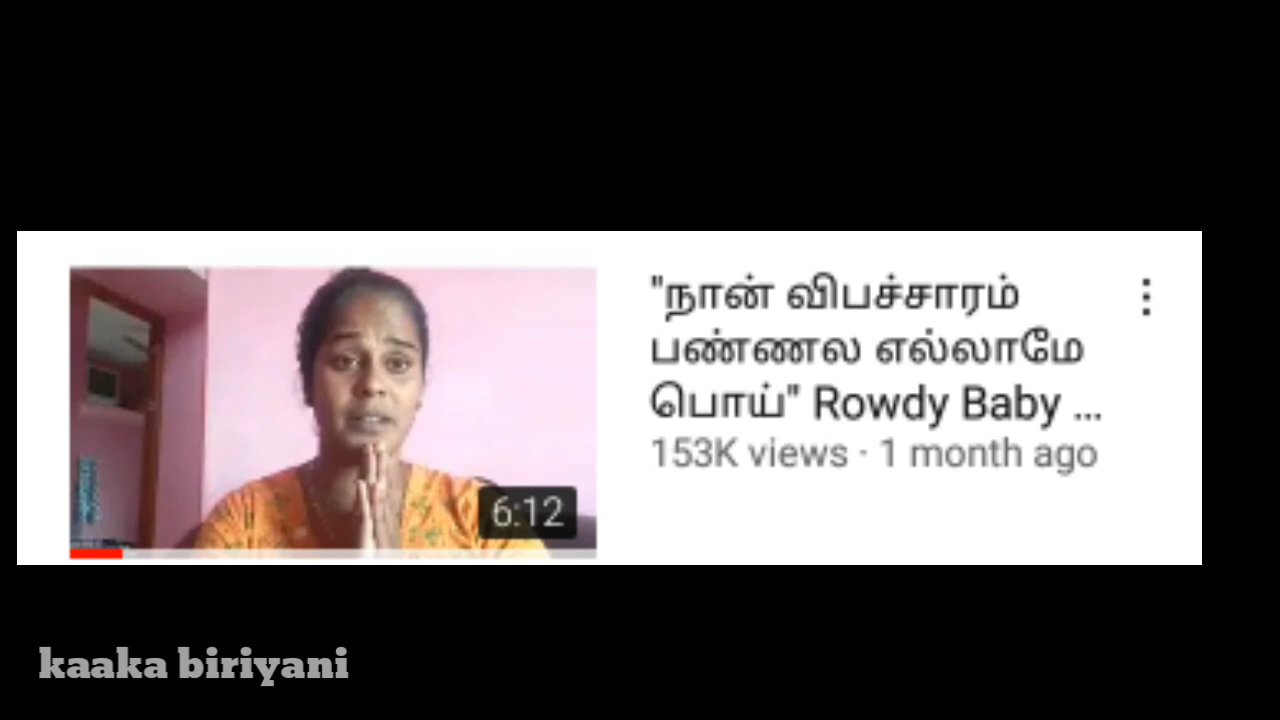 "நான் விபச்சாரம்
பண்ணல எல்லாமே
பொய்" Rowdy Baby ...
153K views · 1 month ago
6:12
kaaka biriyani